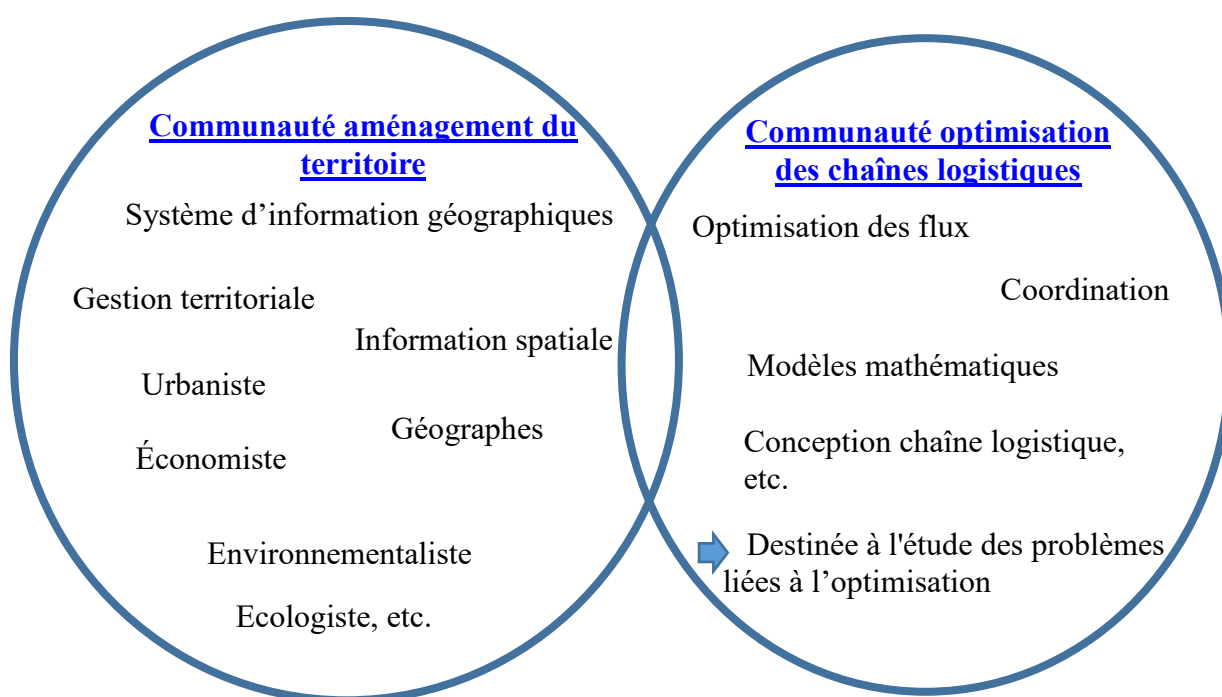 Communauté aménagement du
territoire
Système d’information géographiques
Gestion territoriale
Information spatiale
Urbaniste
Géographes
Économiste
Environnementaliste
Ecologiste, etc.
Communauté optimisation
des chaînes logistiques
Optimisation des flux
Coordination
Modèles mathématiques
Conception chaîne logistique,
etc.
Destinée à l'étude des problèmes
liées à l’optimisation